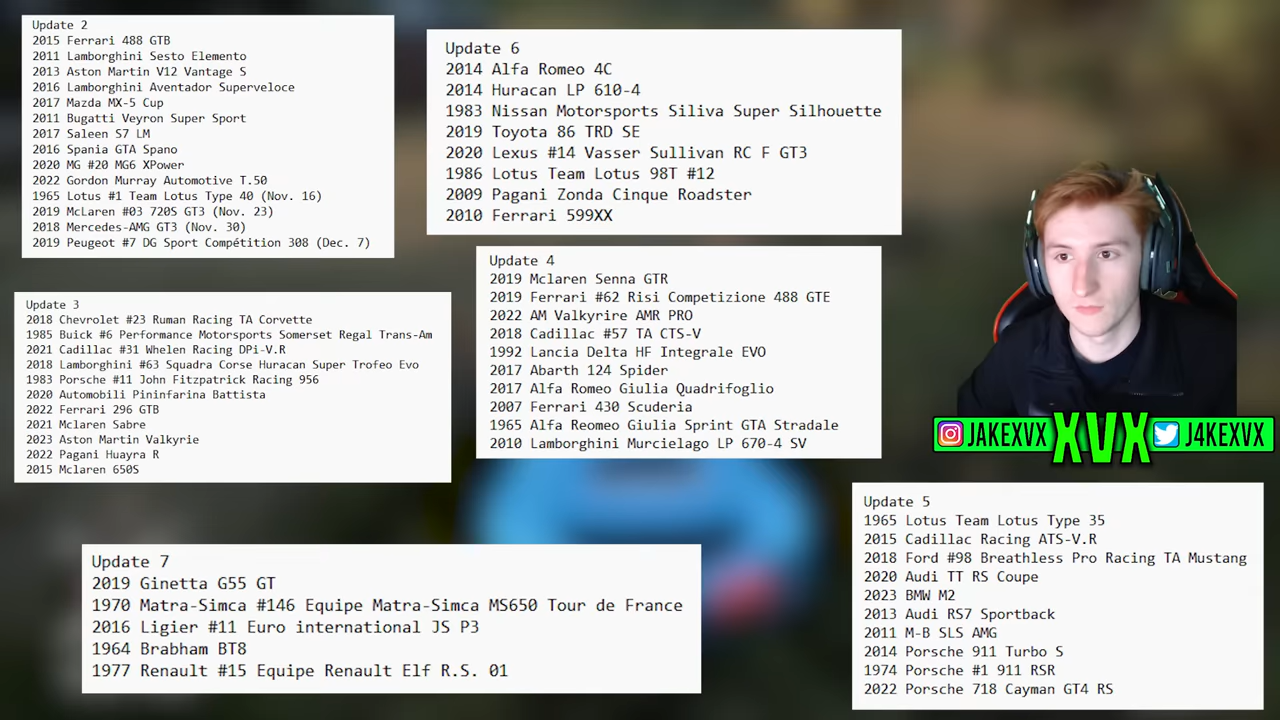 Update 2
2015 Ferrari 488 GTB
2011 Lamborghini Sesto Elemento
2013 Aston Martin V12 Vantage S
2016 Lamborghini Aventador Superveloce
2017 Mazda MX-5 Cup
2011 Bugatti Veyron Super Sport
2017 Saleen S7 LM
2016 Spania GTA Spano
2020 MG #20 MG6 XPower
2022 Gordon Murray Automotive T.50
1965 Lotus #1 Team Lotus Type 40 (Nov. 16)
2019 McLaren #03 720S GT3 (Nov. 23)
2018 Mercedes-AMG GT3 (Nov. 30)
2019 Peugeot #7 DG Sport Compétition 308 (Dec. 7)
Update 3
2018 Chevrolet #23 Ruman Racing TA Corvette
1985 Buick #6 Performance Motorsports Somerset Regal Trans-Am
2021 Cadillac #31 Whelen Racing DPi-V.R
2018 Lamborghini #63 Squadra Corse Huracan Super Trofeo Evo
1983 Porsche #11 John Fitzpatrick Racing 956
2020 Automobili Pininfarina Battista
2022 Ferrari 296 GTB
2021 Mclaren Sabre
2023 Aston Martin Valkyrie
2022 Pagani Huayra R
2015 Mclaren 650S
Update 6
2014 Alfa Romeo 4C
2014 Huracan LP 610-4
1983 Nissan Motorsports Siliva Super Silhouette
2019 Toyota 86 TRD SE
2020 Lexus #14 Vasser Sullivan RC F GT3
1986 Lotus Team Lotus 98T #12
2009 Pagani Zonda Cinque Roadster
2010 Ferrari 599XX
Update 4
2019 Mclaren Senna GTR
2019 Ferrari #62 Risi Competizione 488 GTE
2022 AM Valkyrire AMR PRO
2018 Cadillac #57 TA CTS-V
1992 Lancia Delta HF Integrale EVO
2017 Abarth 124 Spider
2017 Alfa Romeo Giulia Quadrifoglio
2007 Ferrari 430 Scuderia
1965 Alfa Reomeo Giulia Sprint GTA Stradale
2010 Lamborghini Murcielago LP 670-4 SV
JAKEXVX XVX J4KEXVX
Update 7
2019 Ginetta G55 GT
1970 Matra-Simca #146 Equipe Matra-Simca MS650 Tour de France
2016 Ligier #11 Euro international JS P3
1964 Brabham BT8
1977 Renault #15 Equipe Renault Elf R.S. 01
Update 5
1965 Lotus Team Lotus Type 35
2015 Cadillac Racing ATS-V.R
2018 Ford #98 Breathless Pro Racing TA Mustang
2020 Audi TT RS Coupe
2023 BMW M2
2013 Audi RS7 Sportback
2011 M-B SLS AMG
2014 Porsche 911 Turbo S
1974 Porsche #1 911 RSR
2022 Porsche 718 Cayman GT4 RS